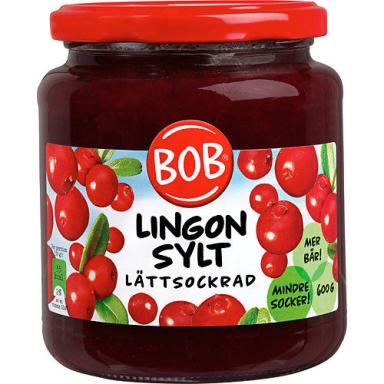 BOB®
LINGON
SYLT
LÄTTSOCKRAD
MER
BÄR!
MINDRE
SOCKER!
600G